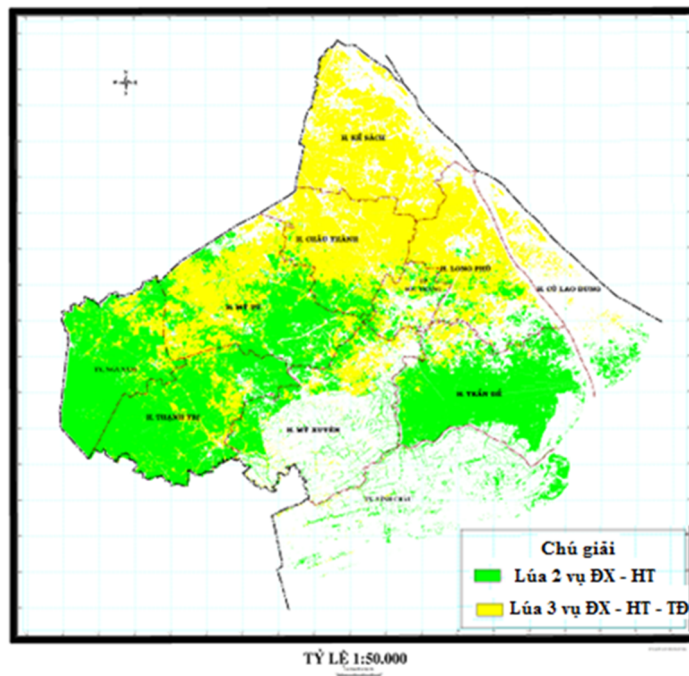 H. KẾ SÁCH
H. CHÂU THÀNH
H. LONG PHÚ
H. CÙ LAO DUNG
H. MỸ TÚ
H. THẠNH TRỊ
H. TRẦN ĐỀ
H. MỸ XUYÊN
Chú giải
Lúa 2 vụ ĐX - HT
Lúa 3 vụ ĐX - HT - TĐ
TỶ LỆ 1:50.000